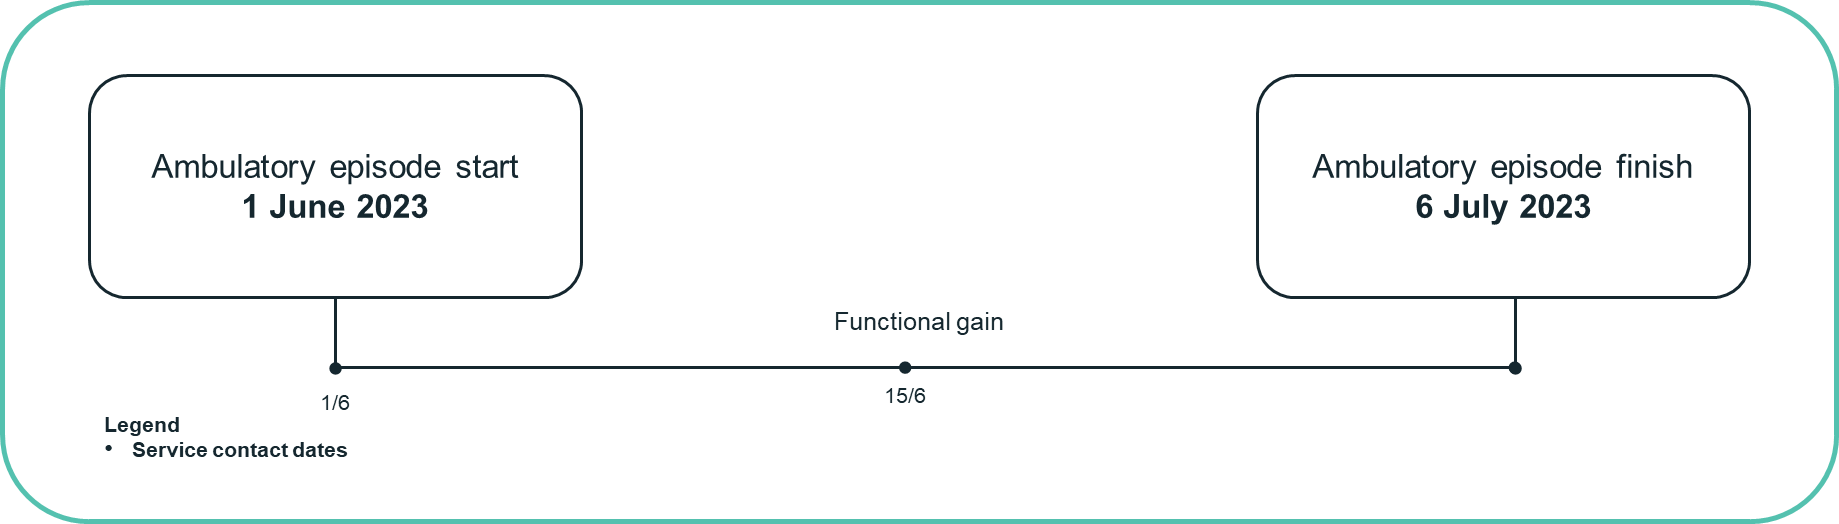 Ambulatory episode start
1 June 2023
Ambulatory episode finish
6 July 2023
Functional gain
1/6
15/6
Legend
• Service contact dates